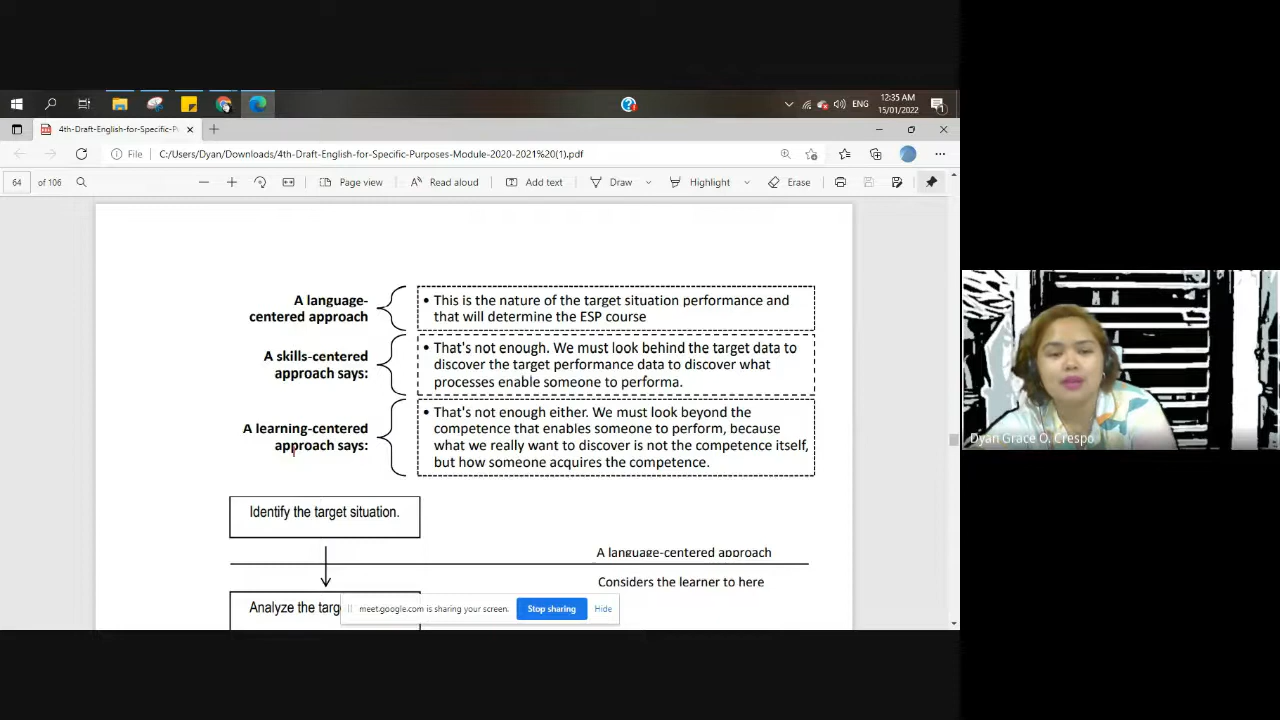 12:35 AM
ENG
15/01/2022
4th-Draft-English-for-Specific-Pu
File
C:/Users/Dyan/Downloads/4th-Draft-English-for-Specific-Purposes-Module-2020-2021%20(1).pdf
64 of 106
Page view
Read aloud
Add text
Draw
Highlight
Erase
A language-
centered approach
• This is the nature of the target situation performance and
that will determine the ESP course
A skills-centered
approach says:
• That's not enough. We must look behind the target data to
discover the target performance data to discover what
processes enable someone to performa.
A learning-centered
approach says:
• That's not enough either. We must look beyond the
competence that enables someone to perform, because
what we really want to discover is not the competence itself,
but how someone acquires the competence.
Identify the target situation.
A language-centered approach
Considers the learner to here
Analyze the targ
meet.google.com is sharing your screen.
Stop sharing
Hide
Dyan Grace O. Crespo